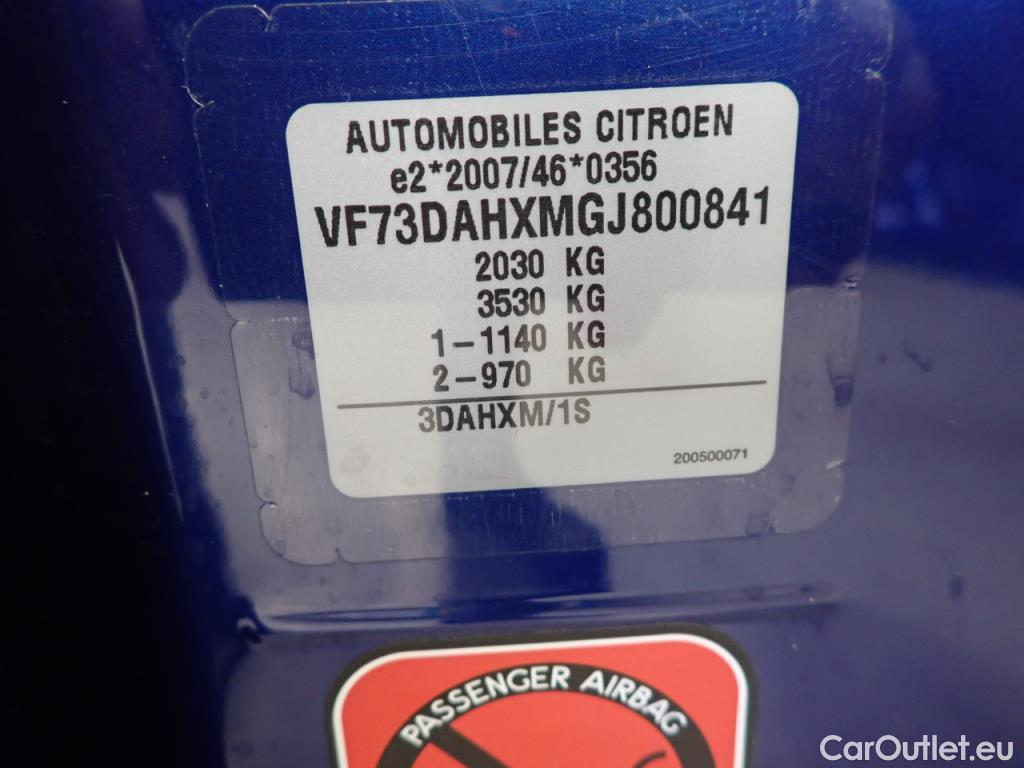 AUTOMOBILES CITROEN
e2*2007/46*0356
VF73DAHXMGJ800841
2030 KG
3530 KG
1-1140 KG
2-970 KG
3DAHXM/1S
200500071
PASSENGER AIRBAG
CarOutlet.eu